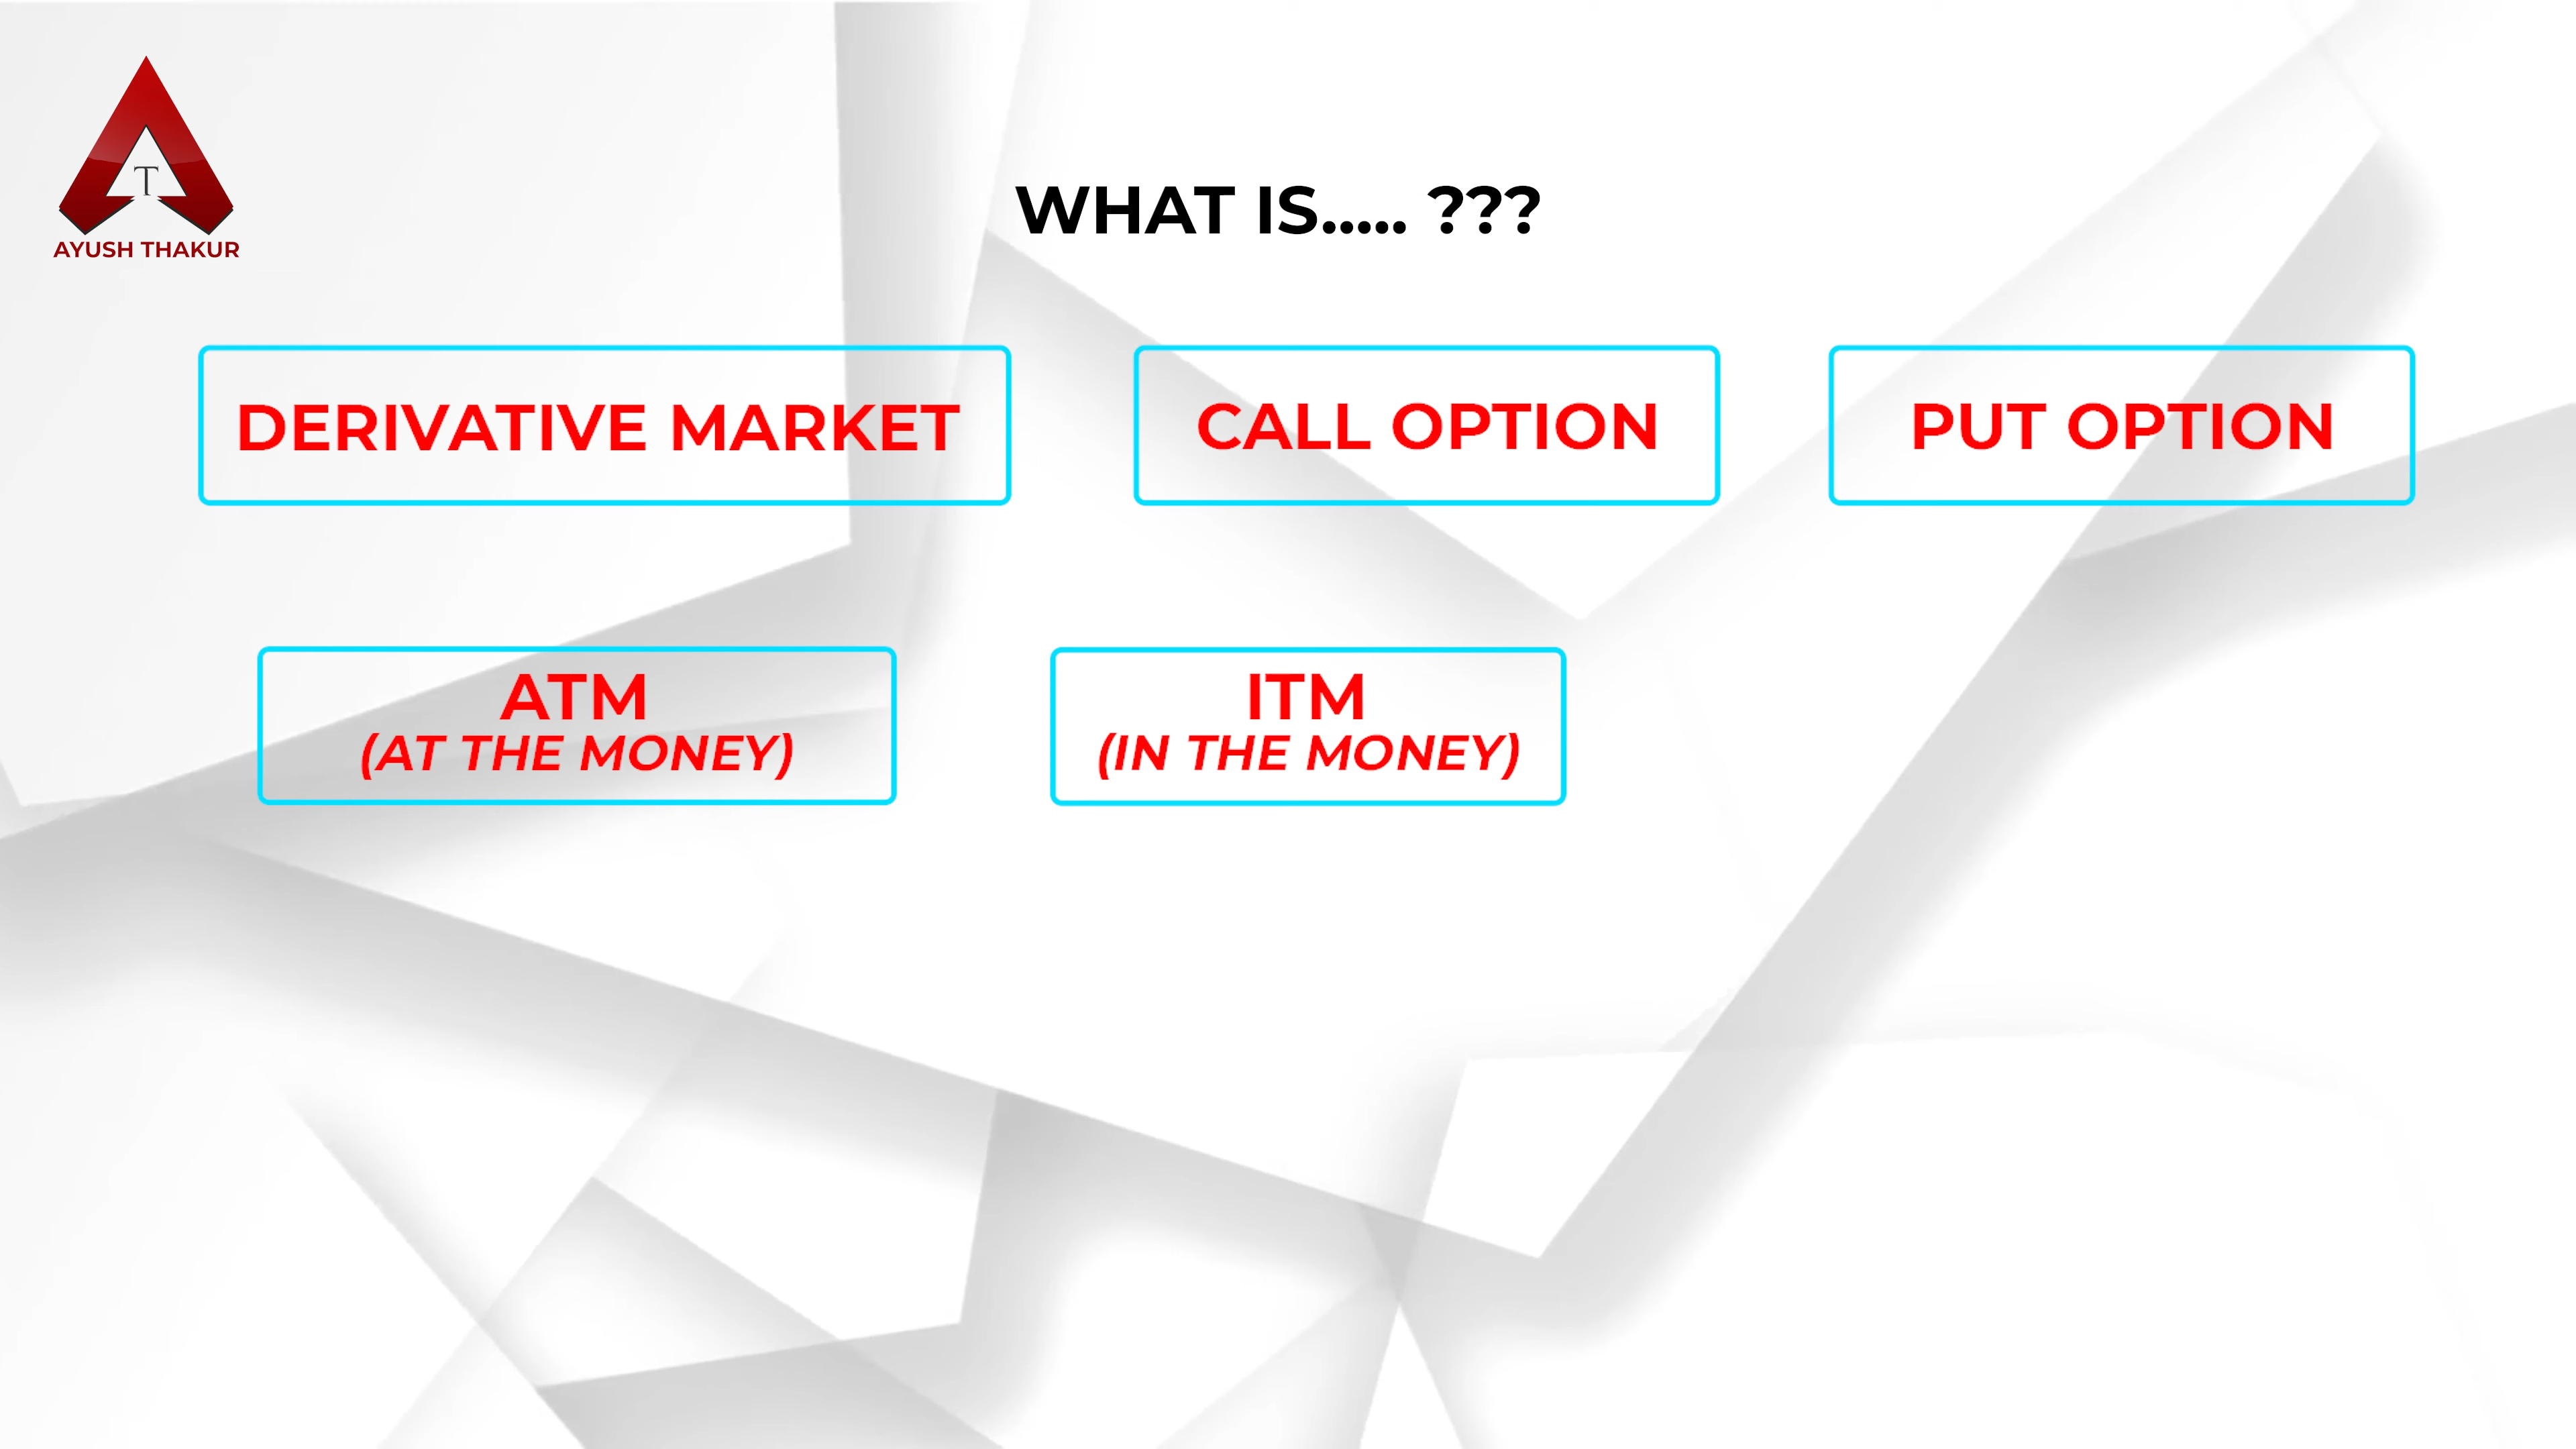 T
AYUSH THAKUR
WHAT IS..... ???
DERIVATIVE MARKET
CALL OPTION
PUT OPTION
ATM
(AT THE MONEY)
ITM
(IN THE MONEY)